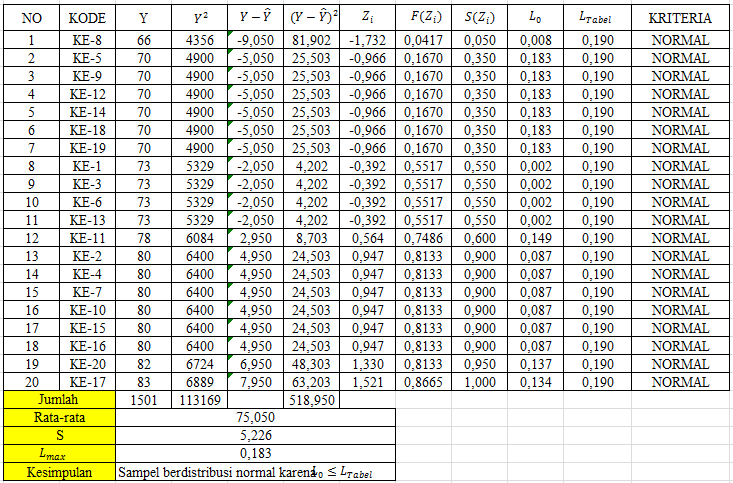 NO KODE Y Y² Y − Ŷ (Y − Ŷ)² Zᵢ F(Zᵢ) S(Zᵢ) L₀ L_Tabel KRITERIA
1 KE-8 66 4356 -9,050 81,902 -1,732 0,0417 0,050 0,008 0,190 NORMAL
2 KE-5 70 4900 -5,050 25,503 -0,966 0,1670 0,350 0,183 0,190 NORMAL
3 KE-9 70 4900 -5,050 25,503 -0,966 0,1670 0,350 0,183 0,190 NORMAL
4 KE-12 70 4900 -5,050 25,503 -0,966 0,1670 0,350 0,183 0,190 NORMAL
5 KE-14 70 4900 -5,050 25,503 -0,966 0,1670 0,350 0,183 0,190 NORMAL
6 KE-18 70 4900 -5,050 25,503 -0,966 0,1670 0,350 0,183 0,190 NORMAL
7 KE-19 70 4900 -5,050 25,503 -0,966 0,1670 0,350 0,183 0,190 NORMAL
8 KE-1 73 5329 -2,050 4,202 -0,392 0,5517 0,550 0,002 0,190 NORMAL
9 KE-3 73 5329 -2,050 4,202 -0,392 0,5517 0,550 0,002 0,190 NORMAL
10 KE-6 73 5329 -2,050 4,202 -0,392 0,5517 0,550 0,002 0,190 NORMAL
11 KE-13 73 5329 -2,050 4,202 -0,392 0,5517 0,550 0,002 0,190 NORMAL
12 KE-11 78 6084 2,950 8,703 0,564 0,7486 0,600 0,149 0,190 NORMAL
13 KE-2 80 6400 4,950 24,503 0,947 0,8133 0,900 0,087 0,190 NORMAL
14 KE-4 80 6400 4,950 24,503 0,947 0,8133 0,900 0,087 0,190 NORMAL
15 KE-7 80 6400 4,950 24,503 0,947 0,8133 0,900 0,087 0,190 NORMAL
16 KE-10 80 6400 4,950 24,503 0,947 0,8133 0,900 0,087 0,190 NORMAL
17 KE-15 80 6400 4,950 24,503 0,947 0,8133 0,900 0,087 0,190 NORMAL
18 KE-16 80 6400 4,950 24,503 0,947 0,8133 0,900 0,087 0,190 NORMAL
19 KE-20 82 6724 6,950 48,303 1,330 0,8133 0,950 0,137 0,190 NORMAL
20 KE-17 83 6889 7,950 63,203 1,521 0,8665 1,000 0,134 0,190 NORMAL
Jumlah 1501 113169 518,950
Rata-rata 75,050
S 5,226
L_max 0,183
Kesimpulan Sampel berdistribusi normal karena L₀ ≤ L_Tabel